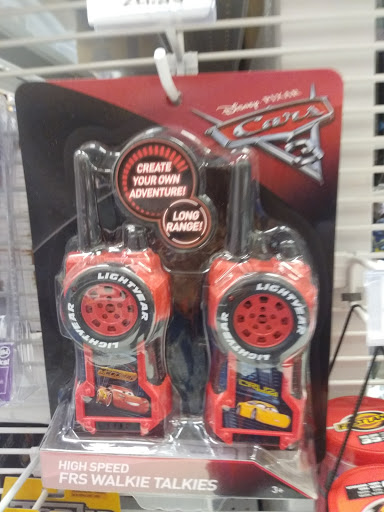 Disney·PIXAR
Cars
3
CREATE
YOUR OWN
ADVENTURE!
LONG
RANGE!
LIGHTYEAR
LIGHTYEAR
LIGHTYEAR
LIGHTYEAR
CRUZ
HIGH SPEED
FRS WALKIE TALKIES
3+